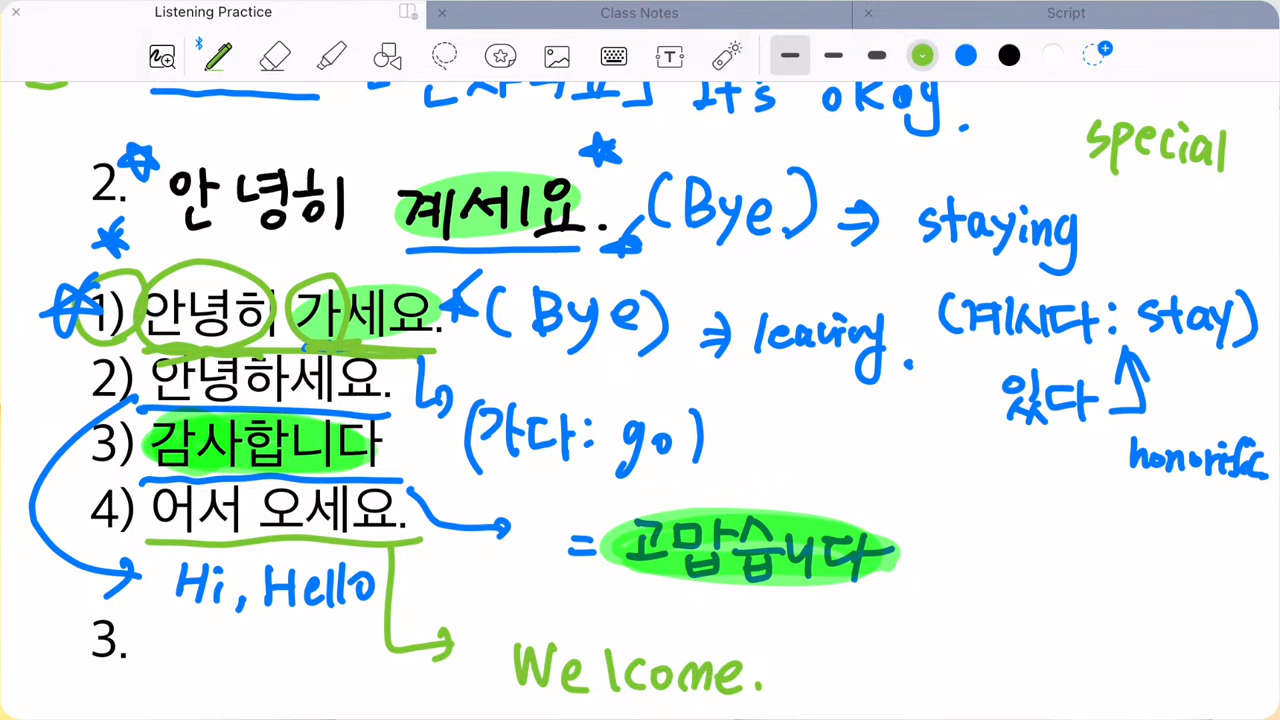 Listening Practice
Class Notes
Script
It's okay.
special
2. 안녕히 계세요. (Bye.) ⇒ staying
1) 안녕히 가세요. (Bye) ⇒ leaving.
(계시다: stay)
2) 안녕하세요.
있다
(가다: go)
3) 감사합니다
honorific
4) 어서 오세요.
= 고맙습니다
Hi, Hello
3.
Welcome.